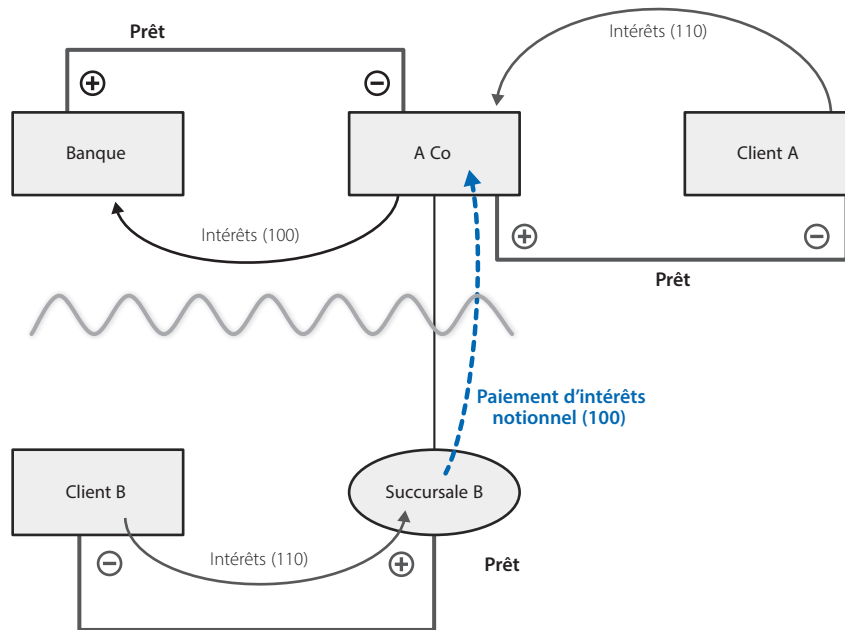 Prêt
Intérêts (110)
Banque
A Co
Client A
Intérêts (100)
Prêt
Paiement d’intérêts
notionnel (100)
Client B
Succursale B
Intérêts (110)
Prêt